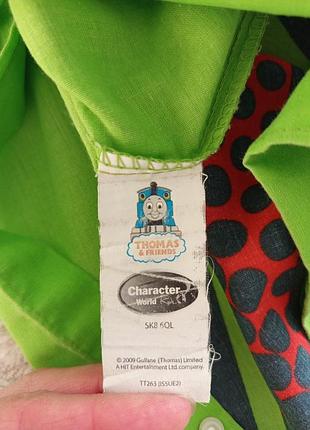 THOMAS
& FRIENDS
Character
World
SK8 6QL
© 2009 Gullane (Thomas) Limited
A HIT Entertainment Ltd. company.
TT263 (ISSUE2)